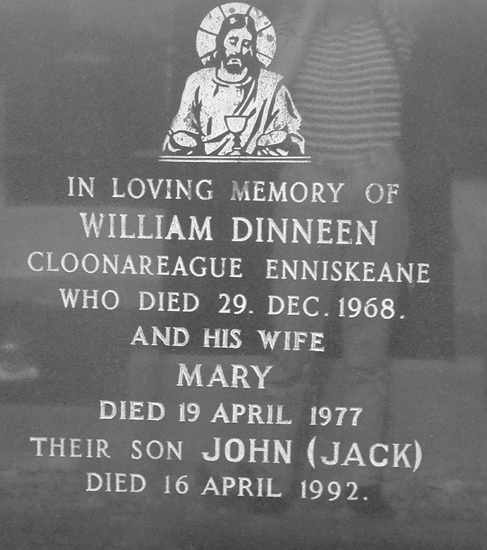 IN LOVING MEMORY OF
WILLIAM DINNEEN
CLOONAREAGUE ENNISKEANE
WHO DIED 29. DEC. 1968.
AND HIS WIFE
MARY
DIED 19 APRIL 1977
THEIR SON JOHN (JACK)
DIED 16 APRIL 1992.